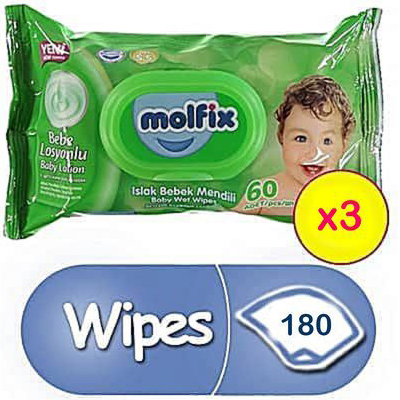 YENİ
Bebe
Losyonlu
Baby Lotion
molfix
Islak Bebek Mendili
Baby Wet Wipes
60
x3
Wipes
180